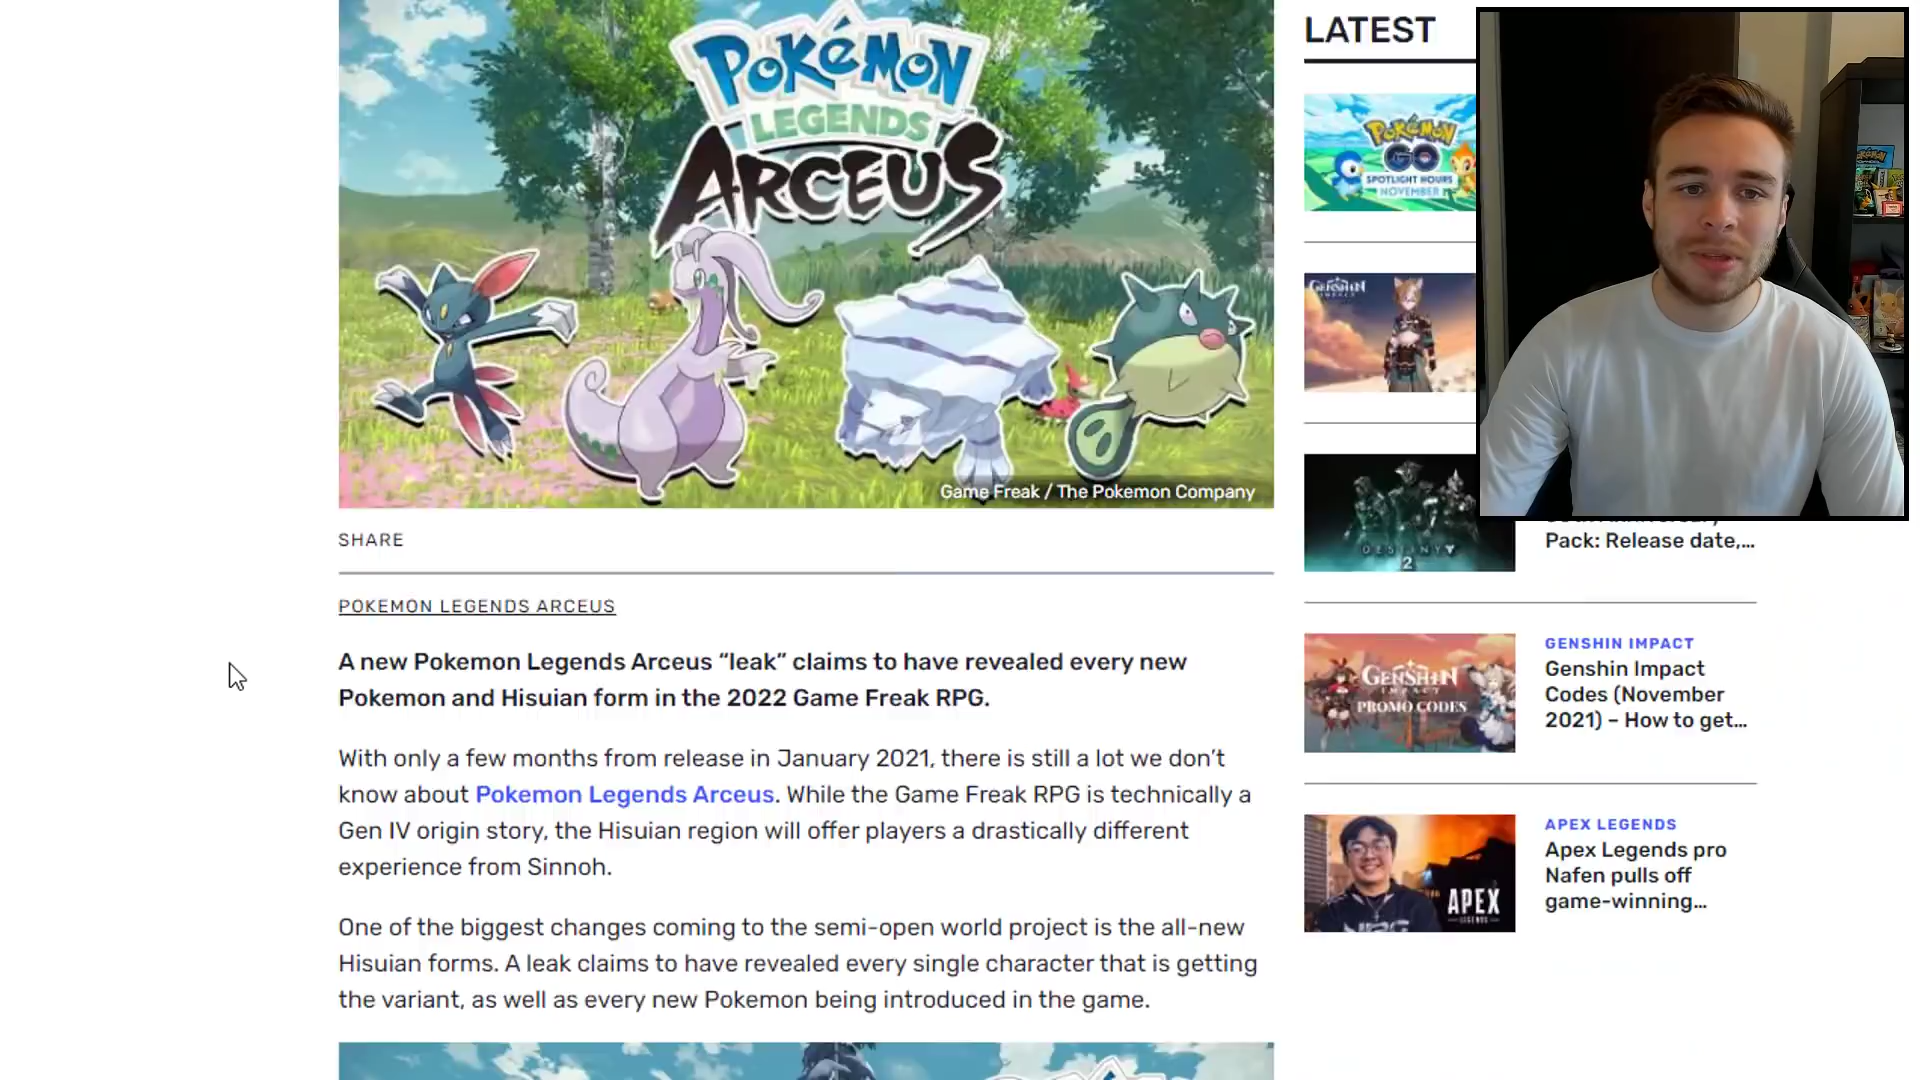 POKéMON
LEGENDS
ARCEUS
Game Freak / The Pokemon Company
SHARE
POKEMON LEGENDS ARCEUS
A new Pokemon Legends Arceus “leak” claims to have revealed every new
Pokemon and Hisuian form in the 2022 Game Freak RPG.
With only a few months from release in January 2021, there is still a lot we don’t
know about Pokemon Legends Arceus. While the Game Freak RPG is technically a
Gen IV origin story, the Hisuian region will offer players a drastically different
experience from Sinnoh.
One of the biggest changes coming to the semi-open world project is the all-new
Hisuian forms. A leak claims to have revealed every single character that is getting
the variant, as well as every new Pokemon being introduced in the game.
LATEST
POKéMON
GO
SPOTLIGHT HOURS
NOVEMBER
GENSHIN
IMPACT
DESTINY
2
Pack: Release date,...
GENSHIN
IMPACT
PROMO CODES
GENSHIN IMPACT
Genshin Impact
Codes (November
2021) – How to get...
APEX
LEGENDS
APEX LEGENDS
Apex Legends pro
Nafen pulls off
game-winning...